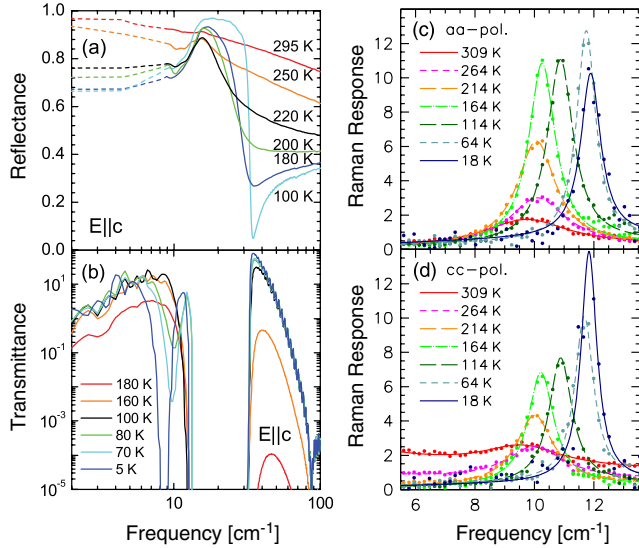 (a)
295 K
250 K
220 K
200 K
180 K
100 K
E||c
Reflectance
1.0
0.8
0.6
0.4
0.2
0.0
(b)
180 K
160 K
100 K
80 K
70 K
5 K
E||c
Transmittance
10^1
10^-1
10^-3
10^-5
10
100
Frequency [cm^-1]
(c) aa-pol.
309 K
264 K
214 K
164 K
114 K
64 K
18 K
Raman Response
12
10
8
6
4
2
0
(d) cc-pol.
309 K
264 K
214 K
164 K
114 K
64 K
18 K
Raman Response
12
10
8
6
4
2
0
6
8
10
12
Frequency [cm^-1]